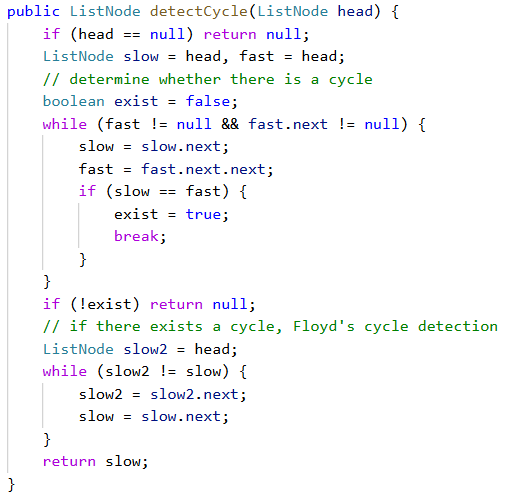 public ListNode detectCycle(ListNode head) {
    if (head == null) return null;
    ListNode slow = head, fast = head;
    // determine whether there is a cycle
    boolean exist = false;
    while (fast != null && fast.next != null) {
        slow = slow.next;
        fast = fast.next.next;
        if (slow == fast) {
            exist = true;
            break;
        }
    }
    if (!exist) return null;
    // if there exists a cycle, Floyd's cycle detection
    ListNode slow2 = head;
    while (slow2 != slow) {
        slow2 = slow2.next;
        slow = slow.next;
    }
    return slow;
}